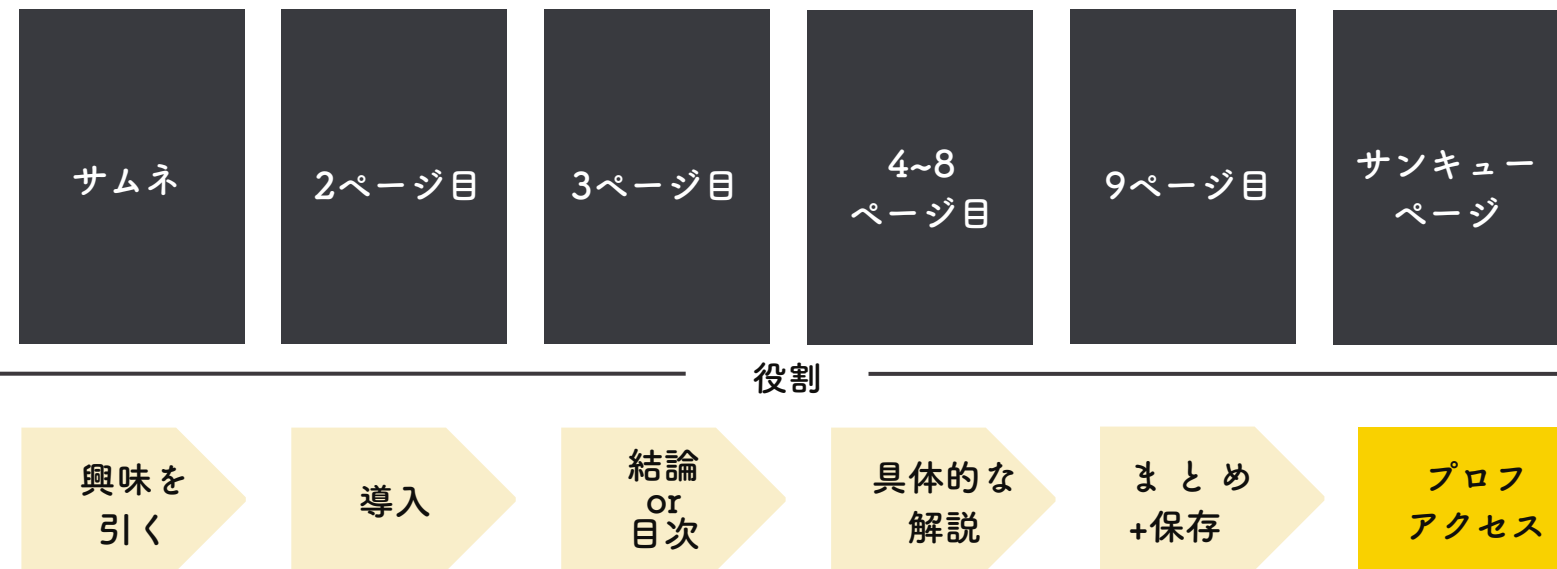 サムネ
2ページ目
3ページ目
4~8
ページ目
9ページ目
サンキュー
ページ
役割
興味を
引く
導入
結論
or
目次
具体的な
解説
まとめ
+保存
プロフ
アクセス